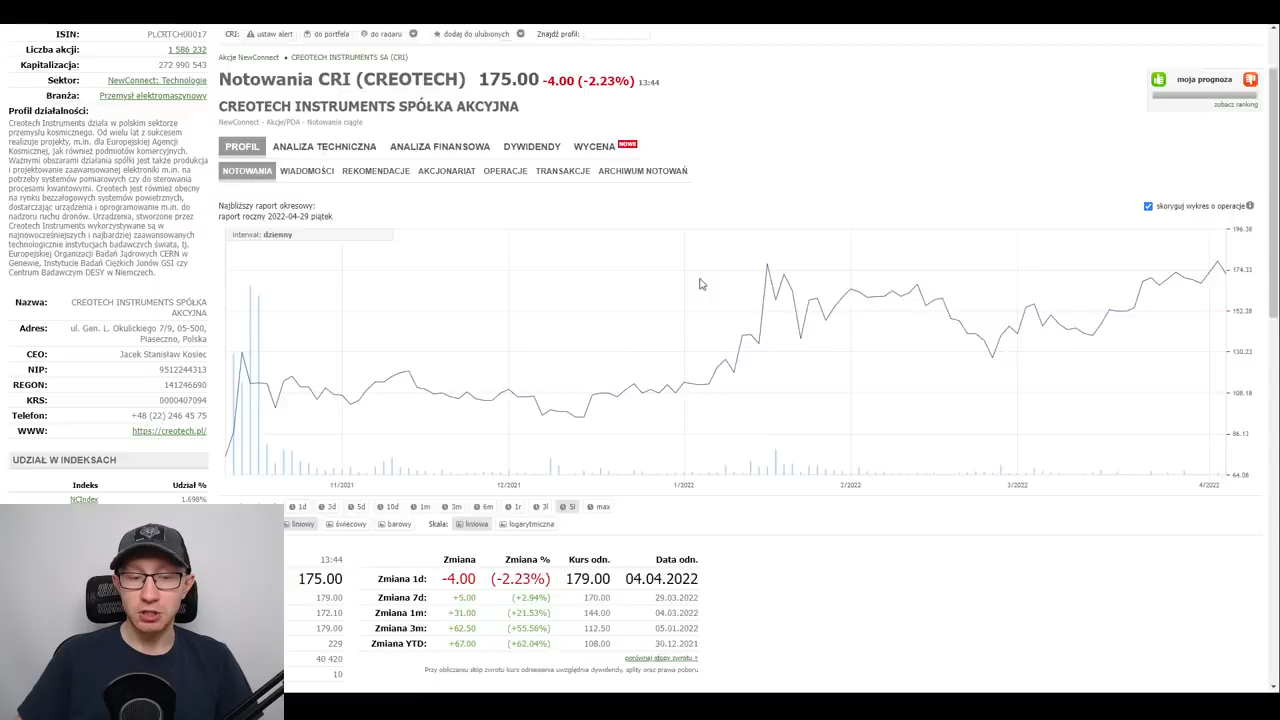 ISIN: PLCRTCH00017
Liczba akcji: 1 586 232
Kapitalizacja: 272 990 543
Sektor: NewConnect: Technologie
Branża: Przemysł elektromaszynowy
Profil działalności:
Creotech Instruments działa w polskim sektorze
przemysłu kosmicznego. Od wielu lat z sukcesem
realizuje projekty, m.in. dla Europejskiej Agencji
Kosmicznej, jak również podmiotów komercyjnych.
Ważnymi obszarami działania spółki jest także produkcja
i projektowanie zaawansowanej elektroniki m.in. na
potrzeby systemów pomiarowych czy do sterowania
procesami kwantowymi. Creotech jest również obecny
na rynku bezzałogowych systemów powietrznych,
dostarczając urządzenia i oprogramowanie m.in. do
nadzoru ruchu dronów. Urządzenia, stworzone przez
Creotech Instruments wykorzystywane są w
najnowocześniejszych i najbardziej zaawansowanych
technologicznie instytucjach badawczych świata, tj.
Europejskiej Organizacji Badań Jądrowych CERN w
Genewie, Instytucie Badań Ciężkich Jonów GSI czy
Centrum Badawczym DESY w Niemczech.
Nazwa: CREOTECH INSTRUMENTS SPÓŁKA
AKCYJNA
Adres: ul. Gen. L. Okulickiego 7/9, 05-500,
Piaseczno, Polska
CEO: Jacek Stanisław Kosiec
NIP: 9512244313
REGON: 141246690
KRS: 0000407094
Telefon: +48 (22) 246 45 75
WWW: https://creotech.pl/
UDZIAŁ W INDEKSACH
Indeks Udział %
NCIndex 1.698%
CRI: ustaw alert do portfela do radaru dodaj do ulubionych Znajdź profil:
Akcje NewConnect • CREOTECH INSTRUMENTS SA (CRI)
Notowania CRI (CREOTECH) 175.00 -4.00 (-2.23%) 13:44
CREOTECH INSTRUMENTS SPÓŁKA AKCYJNA
NewConnect - Akcje/PDA - Notowania ciągłe
moja prognoza
zobacz ranking
PROFIL ANALIZA TECHNICZNA ANALIZA FINANSOWA DYWIDENDY WYCENA NOWE
NOTOWANIA WIADOMOŚCI REKOMENDACJE AKCJONARIAT OPERACJE TRANSAKCJE ARCHIWUM NOTOWAŃ
Najbliższy raport okresowy:
raport roczny 2022-04-29 piątek
skoryguj wykres o operacje
interwał: dzienny
196.38
174.33
152.38
130.23
108.18
86.13
64.08
11/2021 12/2021 1/2022 2/2022 3/2022 4/2022
1d 3d 5d 10d 1m 3m 6m 1r 3l 5l max
liniowy świecowy barowy Skala: liniowa logarytmiczna
13:44 Zmiana Zmiana % Kurs odn. Data odn.
175.00 Zmiana 1d: -4.00 (-2.23%) 179.00 04.04.2022
179.00 Zmiana 7d: +5.00 (+2.94%) 170.00 29.03.2022
172.10 Zmiana 1m: +31.00 (+21.53%) 144.00 04.03.2022
179.00 Zmiana 3m: +62.50 (+55.56%) 112.50 05.01.2022
229 Zmiana YTD: +67.00 (+62.04%) 108.00 30.12.2021
40 420 porównaj stopy zwrotu »
10 Przy obliczaniu stóp zwrotu kurs odniesienia uwzględnia dywidendy, splity oraz prawa poboru